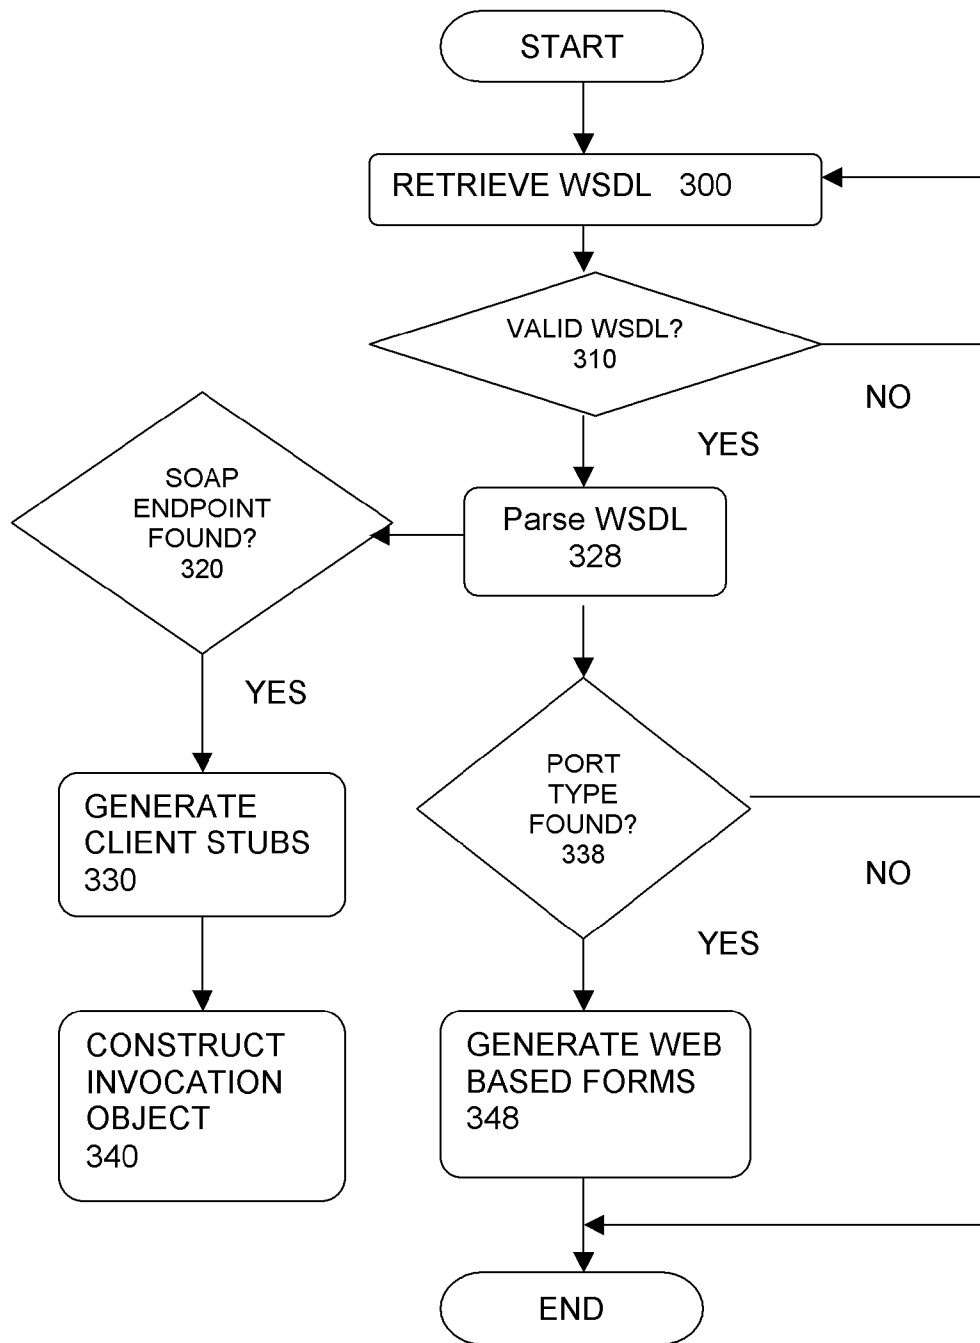 START
RETRIEVE WSDL 300
VALID WSDL?
310
NO
YES
SOAP
ENDPOINT
FOUND?
320
Parse WSDL
328
YES
PORT
TYPE
FOUND?
338
NO
YES
GENERATE
CLIENT STUBS
330
CONSTRUCT
INVOCATION
OBJECT
340
GENERATE WEB
BASED FORMS
348
END